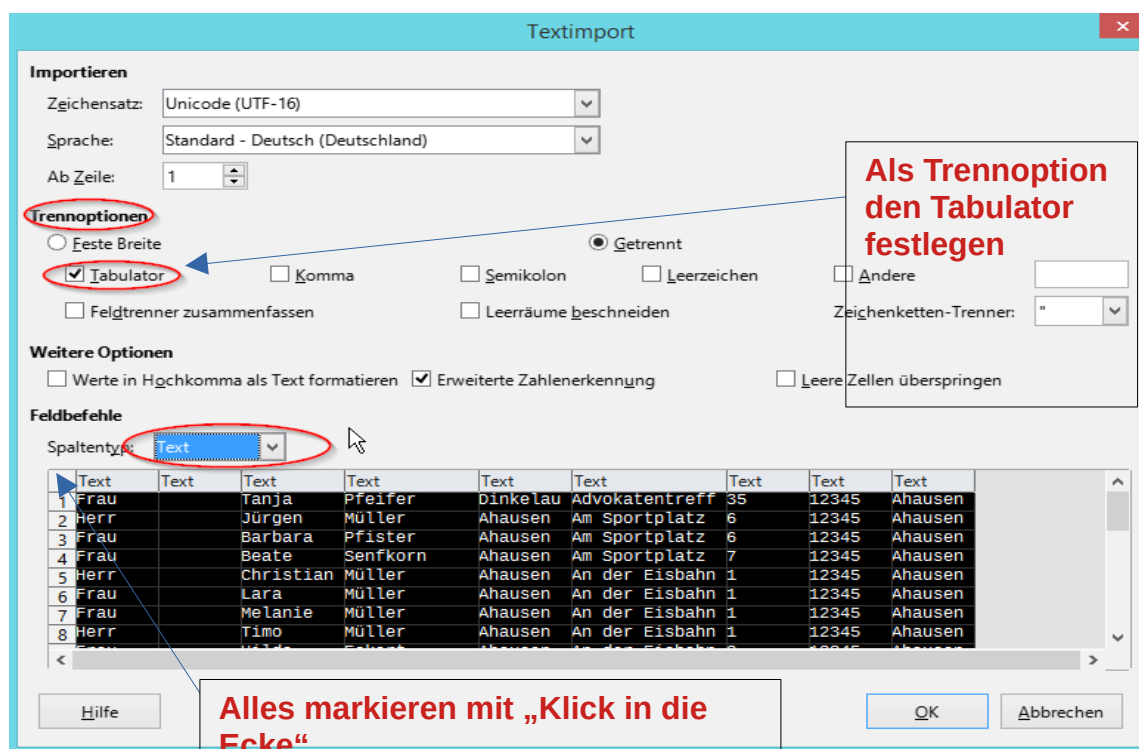 Textimport
Importieren
Zeichensatz: Unicode (UTF-16)
Sprache: Standard - Deutsch (Deutschland)
Ab Zeile: 1
Als Trennoption
den Tabulator
festlegen
Trennoptionen
Feste Breite Getrennt
Tabulator Komma Semikolon Leerzeichen Andere
Feldtrenner zusammenfassen Leerräume beschneiden Zeichenketten-Trenner: "
Weitere Optionen
Werte in Hochkomma als Text formatieren Erweiterte Zahlenerkennung Leere Zellen überspringen
Feldbefehle
Spaltentyp: Text
Text Text Text Text Text Text Text Text Text
1 Frau Tanja Pfeifer Dinkelau Advokatentreff 35 12345 Ahausen
2 Herr Jürgen Müller Ahausen Am Sportplatz 6 12345 Ahausen
3 Frau Barbara Pfister Ahausen Am Sportplatz 6 12345 Ahausen
4 Frau Beate Senfkorn Ahausen Am Sportplatz 7 12345 Ahausen
5 Herr Christian Müller Ahausen An der Eisbahn 1 12345 Ahausen
6 Frau Lara Müller Ahausen An der Eisbahn 1 12345 Ahausen
7 Frau Melanie Müller Ahausen An der Eisbahn 1 12345 Ahausen
8 Herr Timo Müller Ahausen An der Eisbahn 1 12345 Ahausen
Hilfe
Alles markieren mit „Klick in die
Ecke“
OK Abbrechen